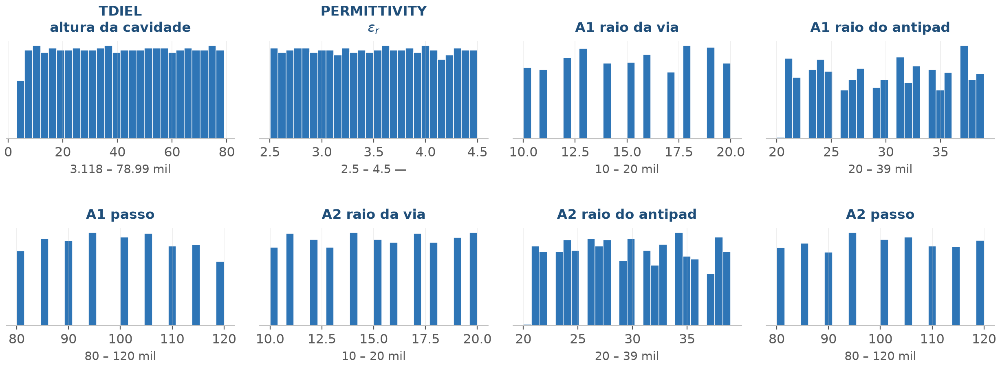 TDIEL
altura da cavidade
0 20 40 60 80
3.118 – 78.99 mil
PERMITTIVITY
εr
2.5 3.0 3.5 4.0 4.5
2.5 – 4.5 —
A1 raio da via
10.0 12.5 15.0 17.5 20.0
10 – 20 mil
A1 raio do antipad
20 25 30 35
20 – 39 mil
A1 passo
80 90 100 110 120
80 – 120 mil
A2 raio da via
10.0 12.5 15.0 17.5 20.0
10 – 20 mil
A2 raio do antipad
20 25 30 35
20 – 39 mil
A2 passo
80 90 100 110 120
80 – 120 mil